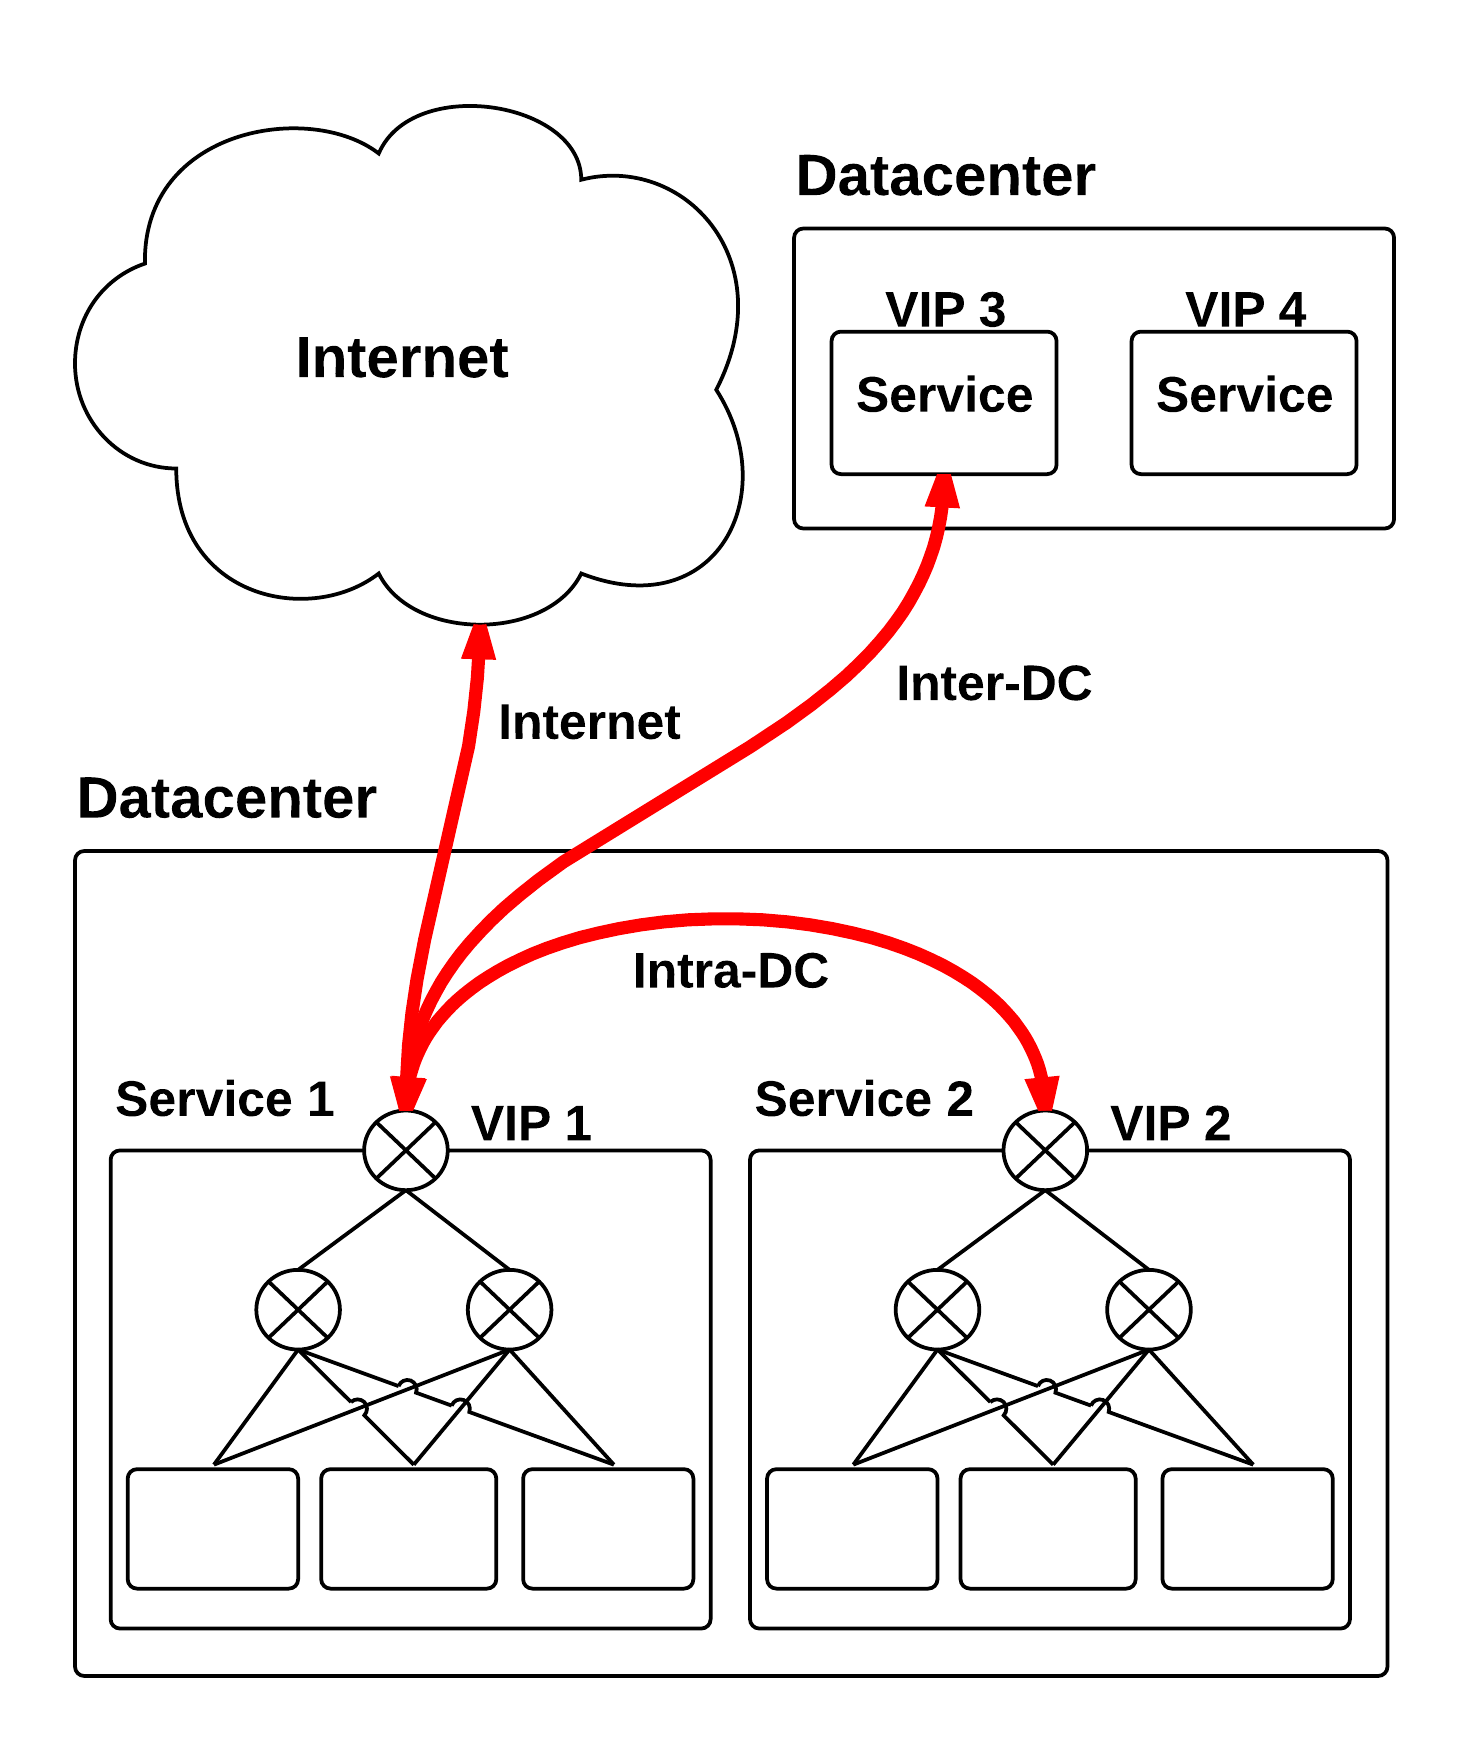 Datacenter
VIP 3
VIP 4
Internet
Service
Service
Inter-DC
Internet
Datacenter
Intra-DC
Service 1
VIP 1
Service 2
VIP 2